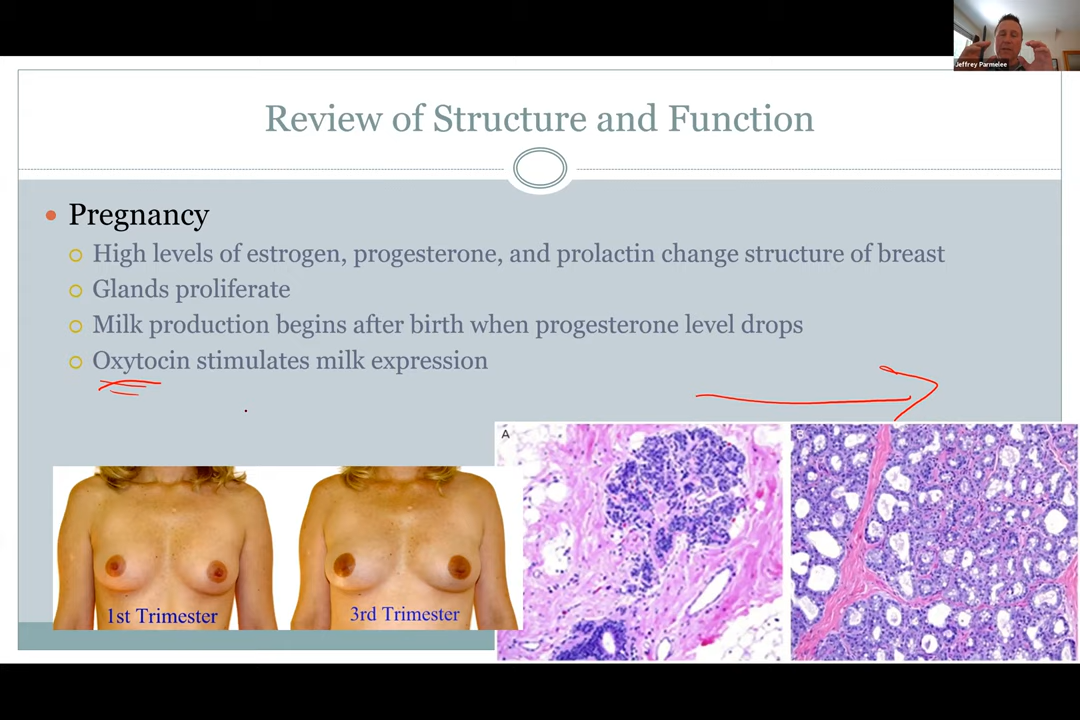 Jeffrey Parmelee
Review of Structure and Function
Pregnancy
High levels of estrogen, progesterone, and prolactin change structure of breast
Glands proliferate
Milk production begins after birth when progesterone level drops
Oxytocin stimulates milk expression
A
1st Trimester
3rd Trimester